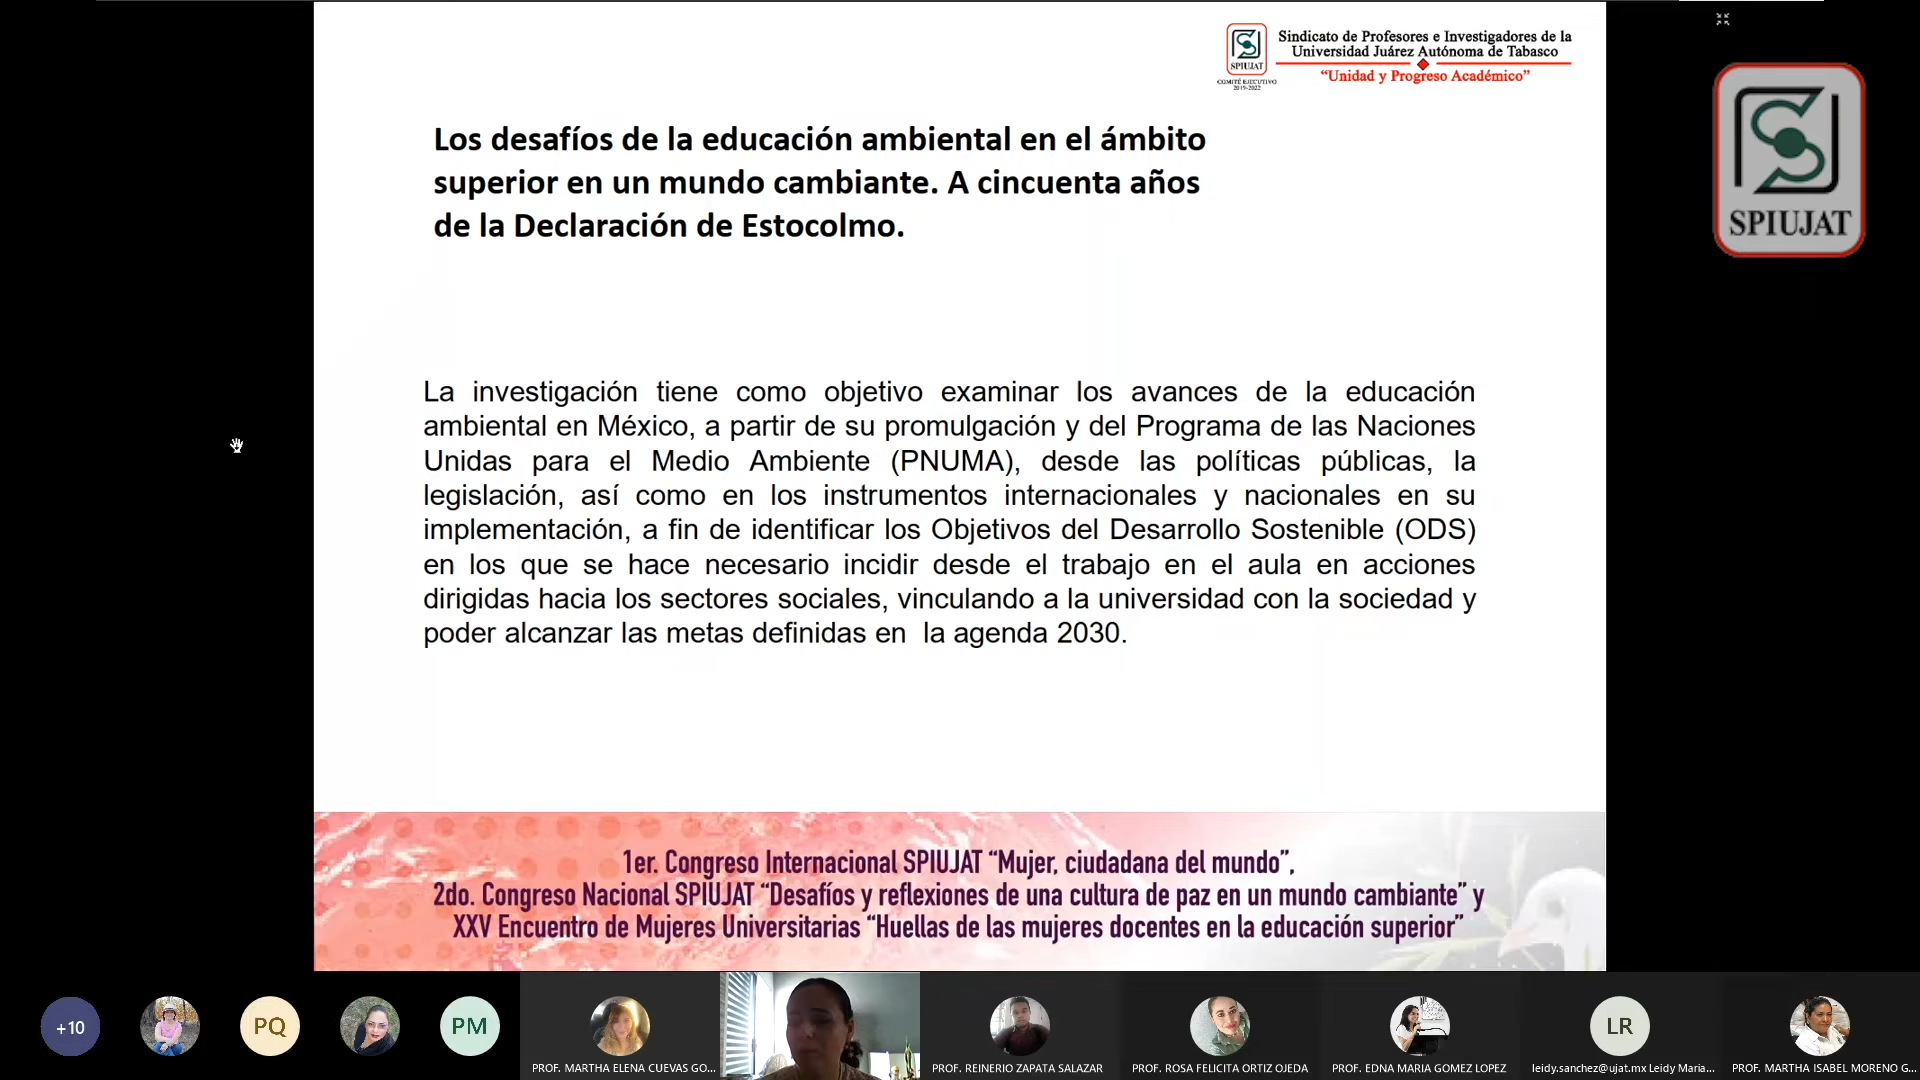 SPIUJAT
COMITÉ EJECUTIVO
2019-2022
Sindicato de Profesores e Investigadores de la
Universidad Juárez Autónoma de Tabasco
“Unidad y Progreso Académico”
SPIUJAT
Los desafíos de la educación ambiental en el ámbito
superior en un mundo cambiante. A cincuenta años
de la Declaración de Estocolmo.
La investigación tiene como objetivo examinar los avances de la educación
ambiental en México, a partir de su promulgación y del Programa de las Naciones
Unidas para el Medio Ambiente (PNUMA), desde las políticas públicas, la
legislación, así como en los instrumentos internacionales y nacionales en su
implementación, a fin de identificar los Objetivos del Desarrollo Sostenible (ODS)
en los que se hace necesario incidir desde el trabajo en el aula en acciones
dirigidas hacia los sectores sociales, vinculando a la universidad con la sociedad y
poder alcanzar las metas definidas en la agenda 2030.
1er. Congreso Internacional SPIUJAT “Mujer, ciudadana del mundo”,
2do. Congreso Nacional SPIUJAT “Desafíos y reflexiones de una cultura de paz en un mundo cambiante” y
XXV Encuentro de Mujeres Universitarias “Huellas de las mujeres docentes en la educación superior”
+10
PQ
PM
LR
PROF. MARTHA ELENA CUEVAS GO...
PROF. REINERIO ZAPATA SALAZAR
PROF. ROSA FELICITA ORTIZ OJEDA
PROF. EDNA MARIA GOMEZ LOPEZ
leidy.sanchez@ujat.mx Leidy Maria...
PROF. MARTHA ISABEL MORENO G...